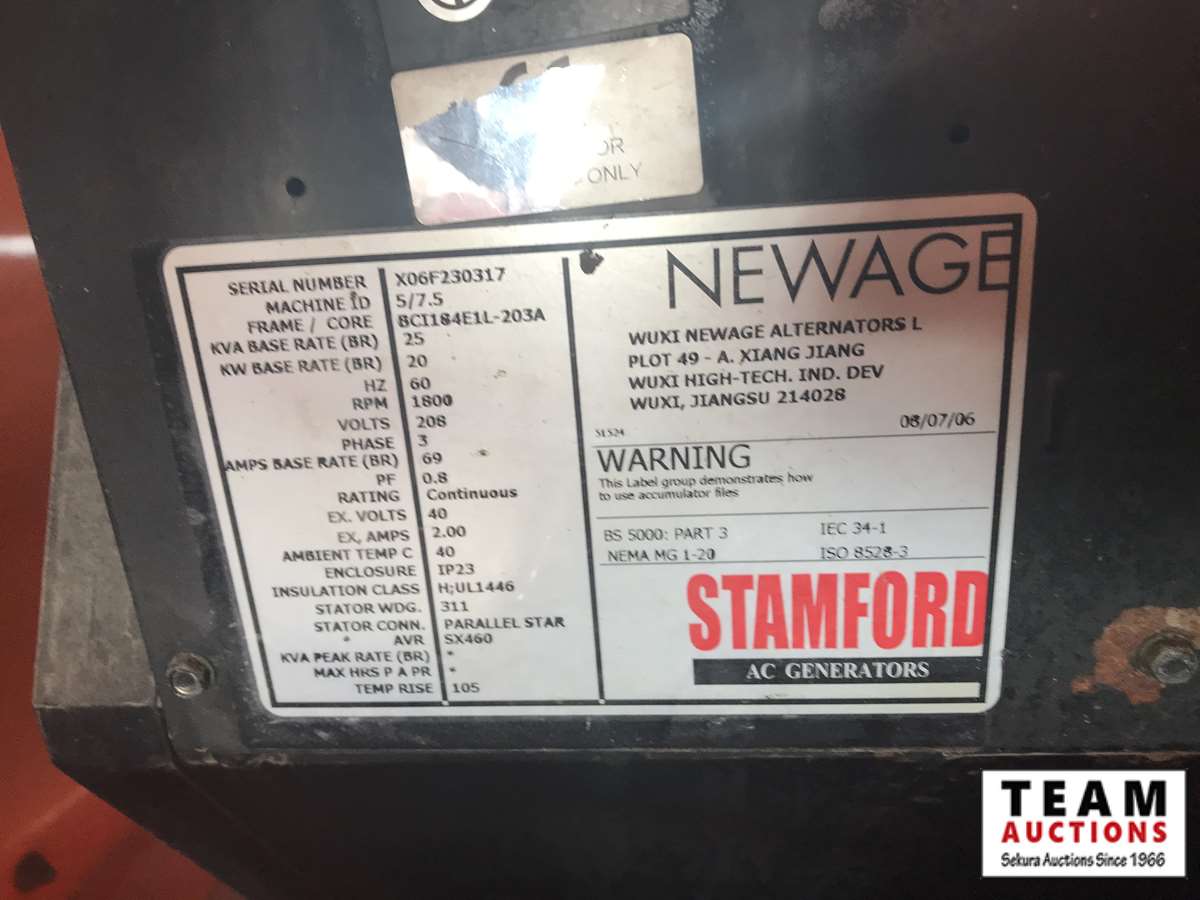 OR
ONLY
SERIAL NUMBER X06F230317
MACHINE ID 5/7.5
FRAME / CORE BCI184E1L-203A
KVA BASE RATE (BR) 25
KW BASE RATE (BR) 20
HZ 60
RPM 1800
VOLTS 208
PHASE 3
AMPS BASE RATE (BR) 69
PF 0.8
RATING Continuous
EX. VOLTS 40
EX, AMPS 2.00
AMBIENT TEMP C 40
ENCLOSURE IP23
INSULATION CLASS H;UL1446
STATOR WDG. 311
STATOR CONN. PARALLEL STAR
* AVR SX460
KVA PEAK RATE (BR) *
MAX HRS P A PR *
TEMP RISE 105
NEWAGE
WUXI NEWAGE ALTERNATORS L
PLOT 49 - A. XIANG JIANG
WUXI HIGH-TECH. IND. DEV
WUXI, JIANGSU 214028
51524 08/07/06
WARNING
This Label group demonstrates how
to use accumulator files
BS 5000: PART 3 IEC 34-1
NEMA MG 1-20 ISO 8528-3
STAMFORD
AC GENERATORS
TEAM
AUCTIONS
Sekura Auctions Since 1966